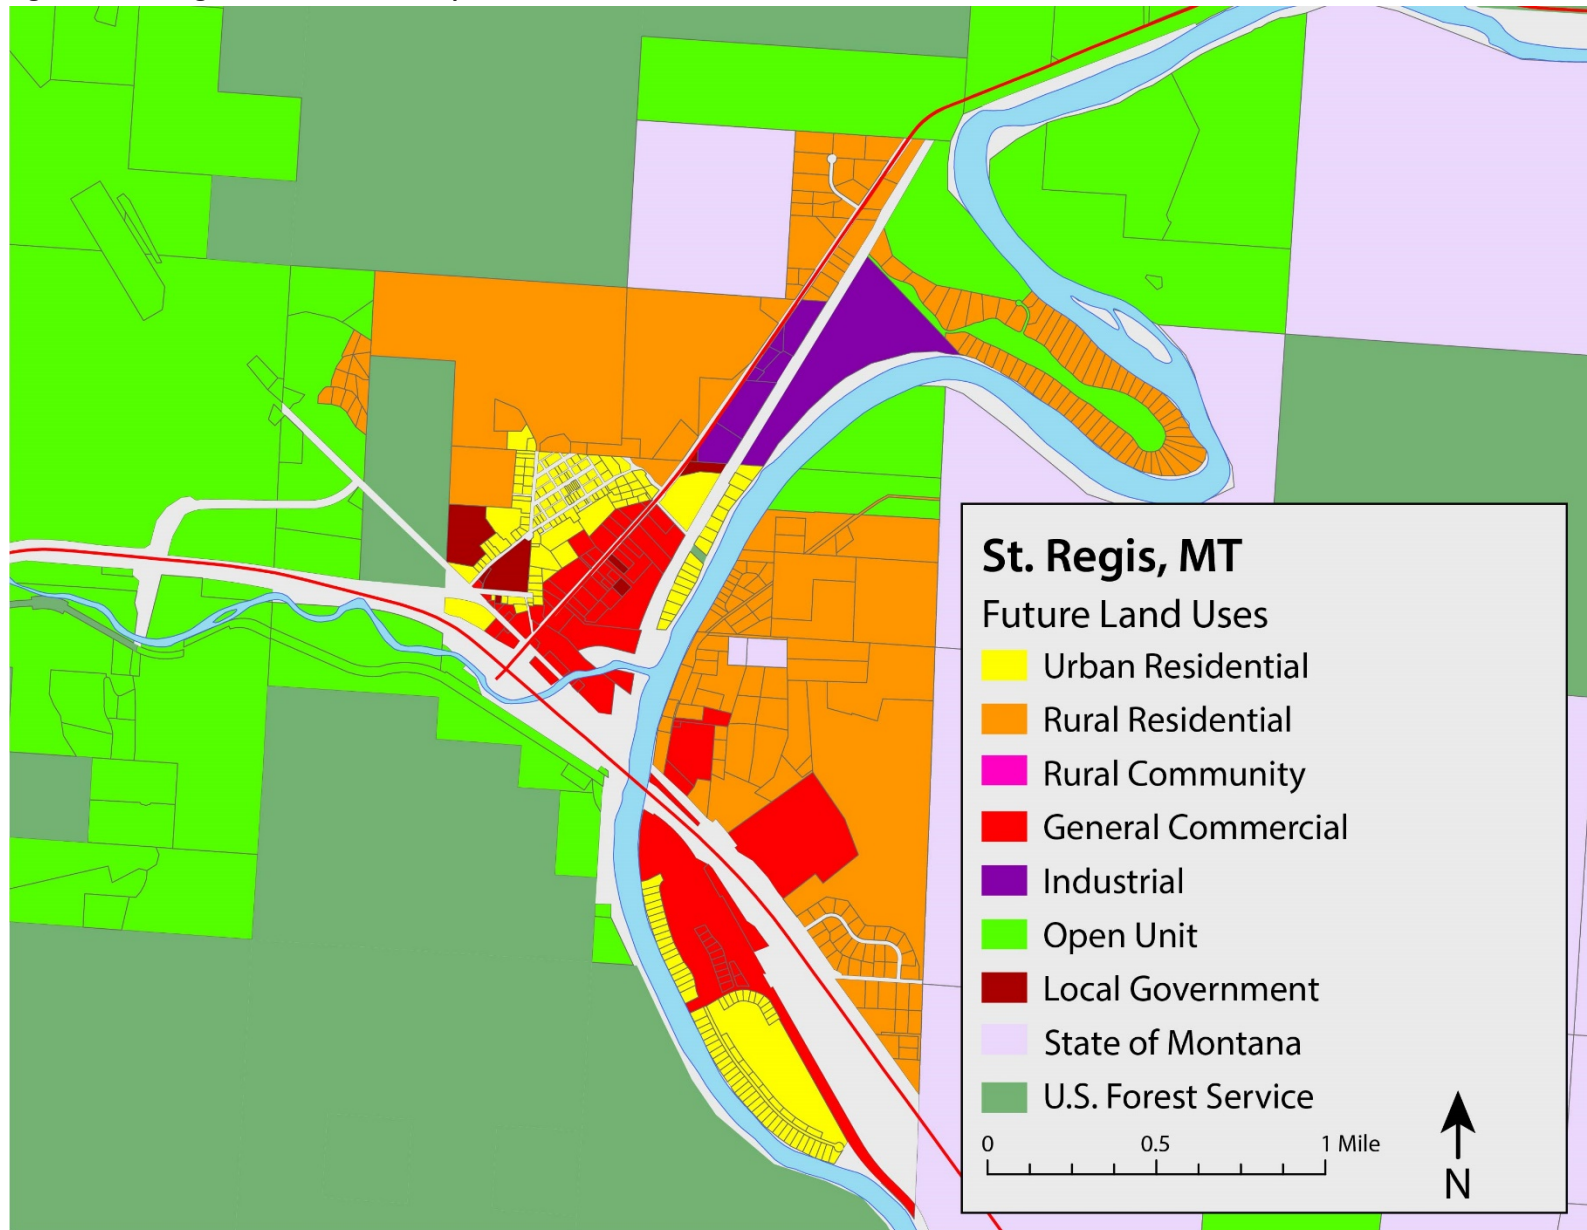 St. Regis, MT
Future Land Uses
Urban Residential
Rural Residential
Rural Community
General Commercial
Industrial
Open Unit
Local Government
State of Montana
U.S. Forest Service
0 0.5 1 Mile
N